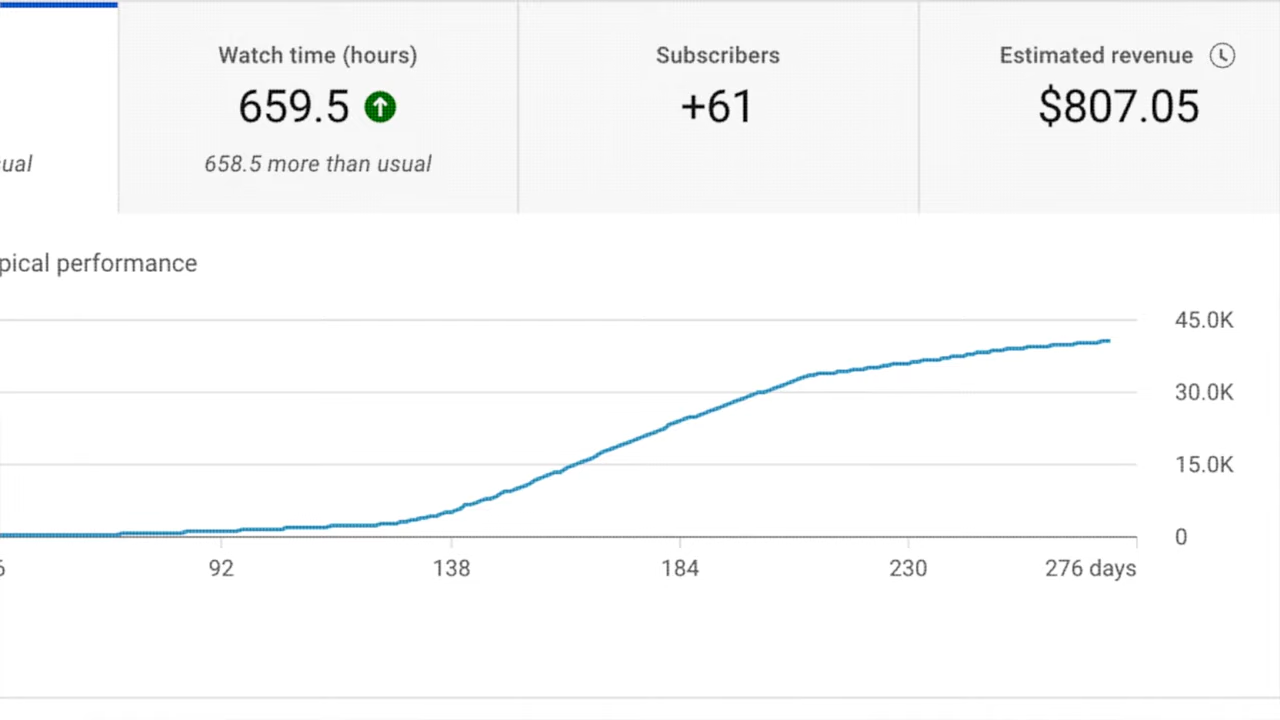 Watch time (hours)
Subscribers
Estimated revenue
659.5
+61
$807.05
658.5 more than usual
performance
45.0K
30.0K
15.0K
0
92
138
184
230
276 days